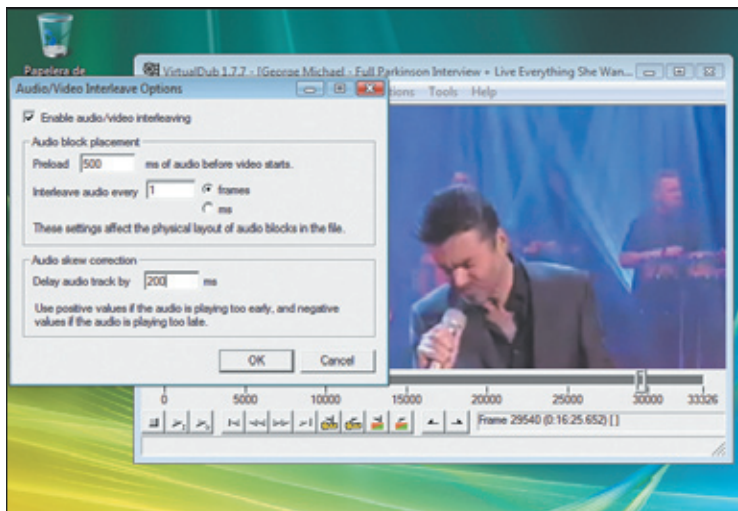 Papelera de
VirtualDub 1.7.7 - [George Michael - Full Parkinson Interview + Live Everything She Wan...
Audio/Video Interleave Options
tions Tools Help
Enable audio/video interleaving
Audio block placement
Preload 500 ms of audio before video starts.
Interleave audio every 1 frames
ms
These settings affect the physical layout of audio blocks in the file.
Audio skew correction
Delay audio track by 200 ms
Use positive values if the audio is playing too early, and negative
values if the audio is playing too late.
OK Cancel
0 5000 10000 15000 20000 25000 30000 33326
Frame 29540 (0:16:25.652) [ ]